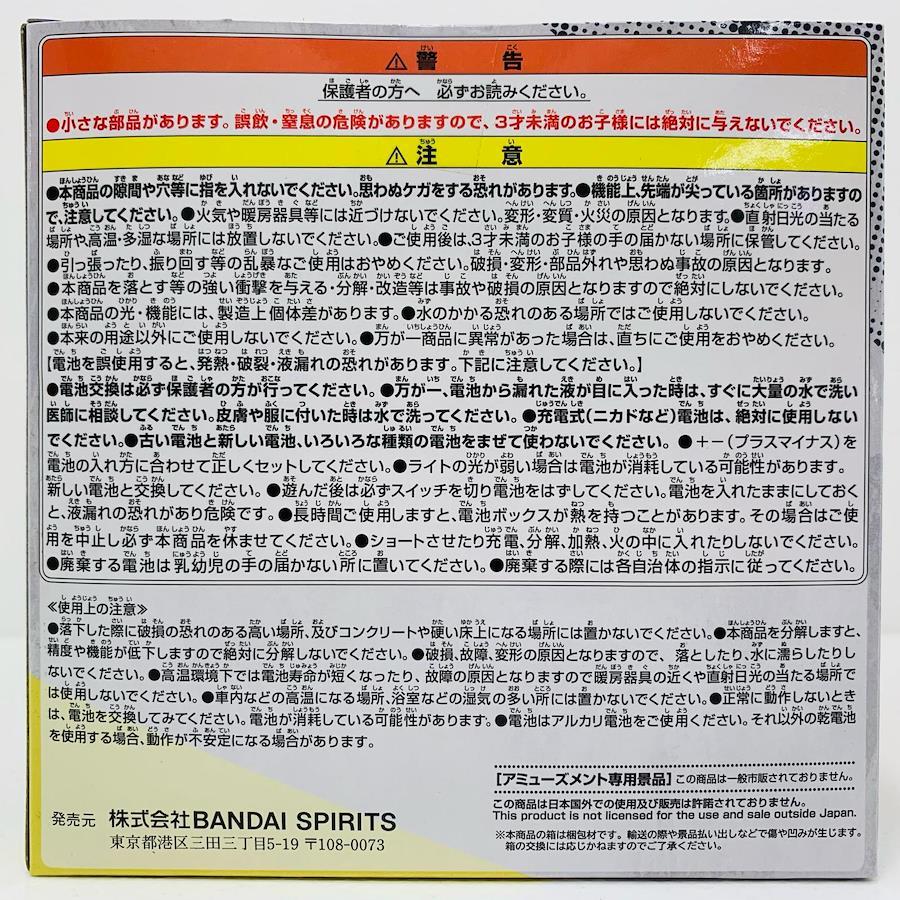 ⚠警告
保護者の方へ 必ずお読みください。
●小さな部品があります。誤飲・窒息の危険がありますので、3才未満のお子様には絶対に与えないでください。
⚠注意
●本商品の隙間や穴等に指を入れないでください。思わぬケガをする恐れがあります。●機能上、先端が尖っている箇所がありますの
で、注意してください。●火気や暖房器具等には近づけないでください。変形・変質・火災の原因となります。●直射日光の当たる
場所や、高温・多湿な場所には放置しないでください。●ご使用後は、3才未満のお子様の手の届かない場所に保管してください。
●引っ張ったり、振り回す等の乱暴なご使用はおやめください。破損・変形・部品外れや思わぬ事故の原因となります。
●本商品を落とす等の強い衝撃を与える・分解・改造等は事故や破損の原因となりますので絶対にしないでください。
●本商品の光・機能には、製造上個体差があります。●水のかかる恐れのある場所ではご使用しないでください。
●本来の用途以外にご使用しないでください。●万が一商品に異常があった場合は、直ちにご使用をおやめください。
【電池を誤使用すると、発熱・破裂・液漏れの恐れがあります。下記に注意してください。】
●電池交換は必ず保護者の方が行ってください。●万が一、電池から漏れた液が目に入った時は、すぐに大量の水で洗い
医師に相談してください。皮膚や服に付いた時は水で洗ってください。●充電式(ニカドなど)電池は、絶対に使用しない
でください。●古い電池と新しい電池、いろいろな種類の電池をまぜて使わないでください。●+-(プラスマイナス)を
電池の入れ方に合わせて正しくセットしてください。●ライトの光が弱い場合は電池が消耗している可能性があります。
新しい電池と交換してください。●遊んだ後は必ずスイッチを切り電池をはずしてください。電池を入れたままにしておく
と、液漏れの恐れがあり危険です。●長時間ご使用しますと、電池ボックスが熱を持つことがあります。その場合はご使
用を中止し必ず本商品を休ませてください。●ショートさせたり充電、分解、加熱、火の中に入れたりしないでください。
●廃棄する電池は乳幼児の手の届かない所に置いてください。●廃棄する際には各自治体の指示に従ってください。
≪使用上の注意≫
●落下した際に破損の恐れのある高い場所、及びコンクリートや硬い床上になる場所には置かないでください。●本商品を分解しますと、
精度や機能が低下しますので絶対に分解しないでください。●破損、故障、変形の原因となりますので、落としたり、水に濡らしたりし
ないでください。●高温環境下では電池寿命が短くなったり、故障の原因となりますので暖房器具の近くや直射日光の当たる場所で
は使用しないでください。●車内などの高温になる場所、浴室などの湿気の多い所には置かないでください。●正常に動作しないとき
は、電池を交換してみてください。電池が消耗している可能性があります。●電池はアルカリ電池をご使用ください。それ以外の乾電池
を使用する場合、動作が不安定になる場合があります。
[アミューズメント専用景品] この商品は一般市販されておりません。
この商品は日本国外での使用及び販売は許諾されておりません。
This product is not licensed for the use and sale outside Japan.
※本商品の箱は梱包材です。輸送の際や景品払い出しなどで傷や凹みが生じます。
箱の交換には応じかねますのでご了承ください。
発売元 株式会社BANDAI SPIRITS
東京都港区三田三丁目5-19 〒108-0073